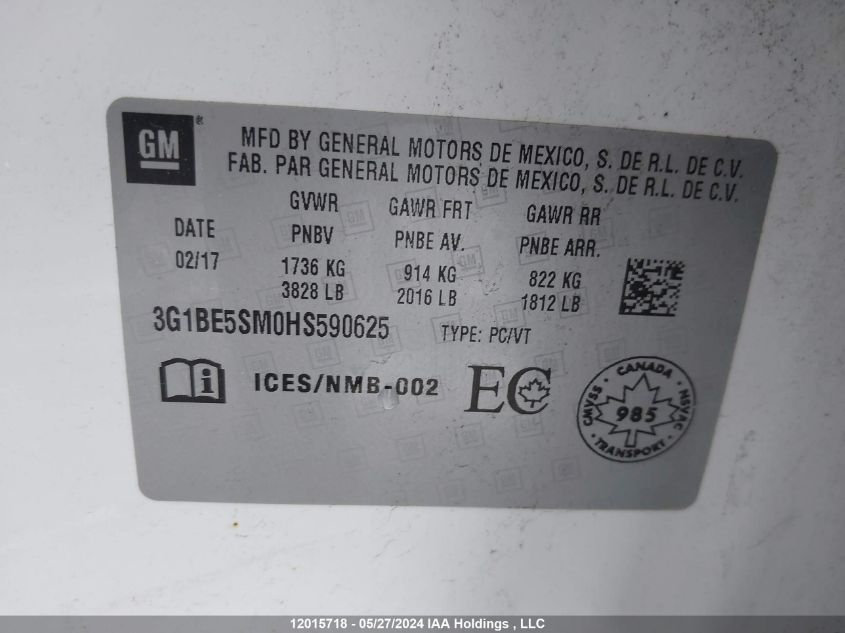 GM®
MFD BY GENERAL MOTORS DE MEXICO, S. DE R.L. DE C.V.
FAB. PAR GENERAL MOTORS DE MEXICO, S. DE R.L. DE C.V.
GVWR GAWR FRT GAWR RR
DATE PNBV PNBE AV. PNBE ARR.
02/17 1736 KG 914 KG 822 KG
3828 LB 2016 LB 1812 LB
3G1BE5SM0HS590625 TYPE: PC/VT
i ICES/NMB-002 EC
CANADA
CMVSS 985 NSVAC
TRANSPORT
12015718 - 05/27/2024 IAA Holdings , LLC